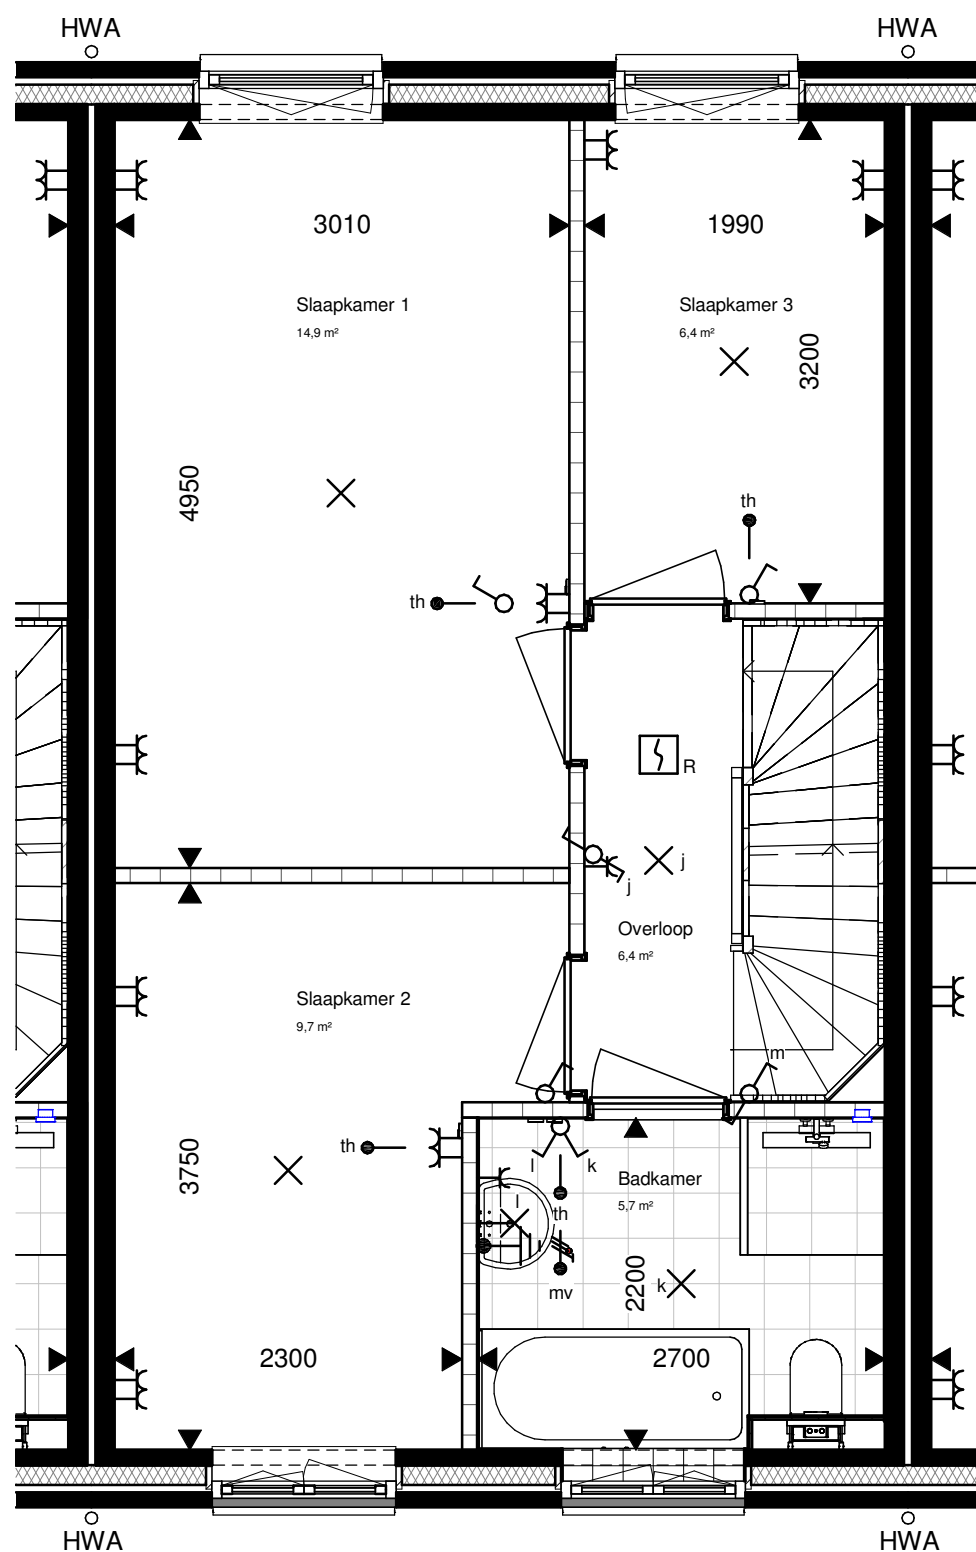 HWA
HWA
3010
1990
Slaapkamer 1
14,9 m²
Slaapkamer 3
6,4 m²
3200
4950
th
th
R
j
j
Overloop
6,4 m²
Slaapkamer 2
9,7 m²
m
th
3750
l
k
Badkamer
5,7 m²
l
th
mv
2200
k
2300
2700
HWA
HWA